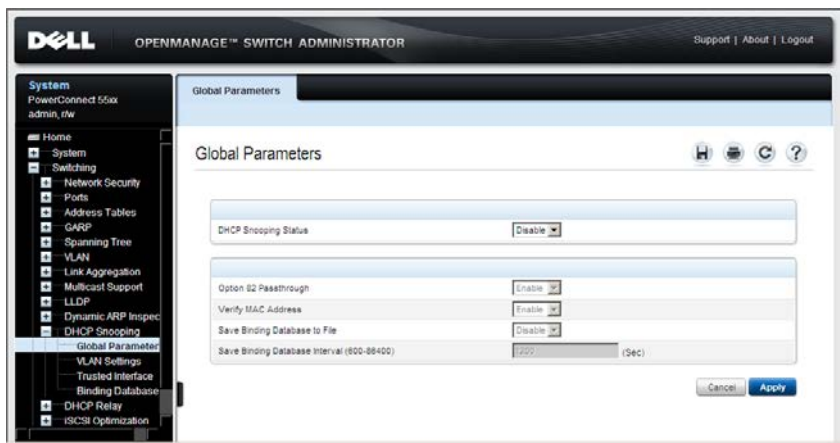 DELL
OPENMANAGE™ SWITCH ADMINISTRATOR
Support | About | Logout
System
PowerConnect 55xx
admin, r/w
Home
System
Switching
Network Security
Ports
Address Tables
GARP
Spanning Tree
VLAN
Link Aggregation
Multicast Support
LLDP
Dynamic ARP Inspec
DHCP Snooping
Global Parameter
VLAN Settings
Trusted Interface
Binding Database
DHCP Relay
iSCSI Optimization
Global Parameters
Global Parameters
DHCP Snooping Status Disable
Option 82 Passthrough Enable
Verify MAC Address Enable
Save Binding Database to File Disable
Save Binding Database Interval (600-86400) 1200 (Sec)
Cancel Apply